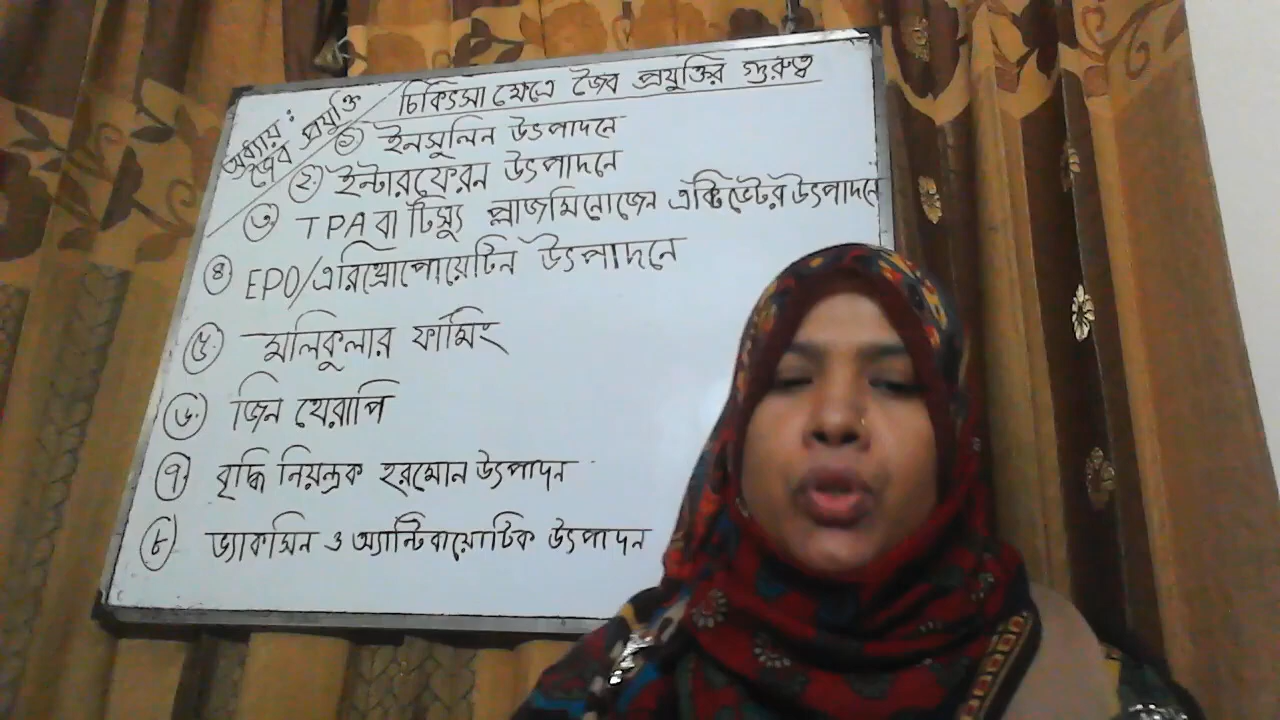 অধ্যায়:
জৈব প্রযুক্তি
চিকিৎসা ক্ষেত্রে জৈব প্রযুক্তির গুরুত্ব
১ ইনসুলিন উৎপাদনে
২. ইন্টারফেরন উৎপাদনে
৩ TPA বা টিস্যু প্লাজমিনোজেন এক্টিভেটর উৎপাদনে
৪ EPO/এরিথ্রোপোয়েটিন উৎপাদনে
৫. মলিকুলার ফার্মিং
৬. জিন থেরাপি
৭ বৃদ্ধি নিয়ন্ত্রক হরমোন উৎপাদন
৮ ভ্যাকসিন ও অ্যান্টিবায়োটিক উৎপাদন